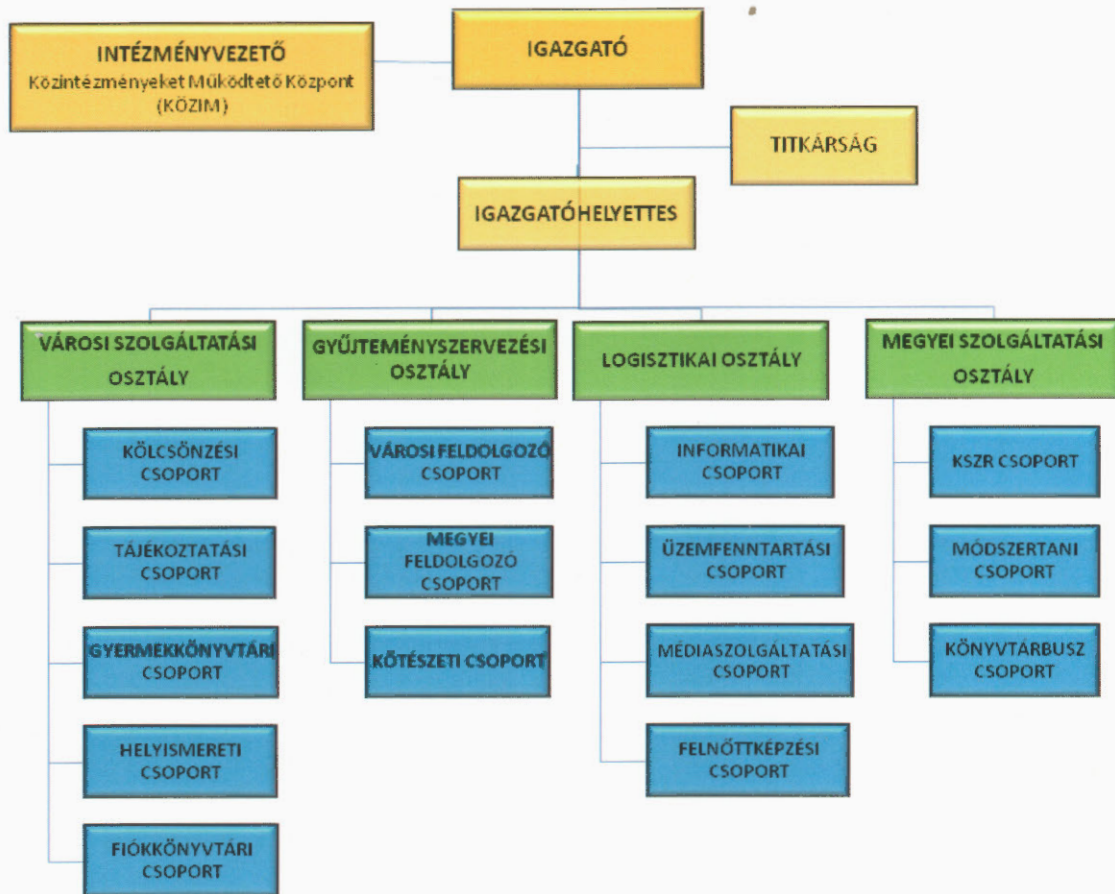 INTÉZMÉNYVEZETŐ
Közintézményeket Működtető Központ
(KÖZIM)
IGAZGATÓ
TITKÁRSÁG
IGAZGATÓHELYETTES
VÁROSI SZOLGÁLTATÁSI
OSZTÁLY
KÖLCSÖNZÉSI
CSOPORT
TÁJÉKOZTATÁSI
CSOPORT
GYERMEKKÖNYVTÁRI
CSOPORT
HELYISMERETI
CSOPORT
FIÓKKÖNYVTÁRI
CSOPORT
GYŰJTEMÉNYSZERVEZÉSI
OSZTÁLY
VÁROSI FELDOLGOZÓ
CSOPORT
MEGYEI
FELDOLGOZÓ
CSOPORT
KÖTÉSZETI CSOPORT
LOGISZTIKAI OSZTÁLY
INFORMATIKAI
CSOPORT
ÜZEMFENNTARTÁSI
CSOPORT
MÉDIASZOLGÁLTATÁSI
CSOPORT
FELNŐTTKÉPZÉSI
CSOPORT
MEGYEI SZOLGÁLTATÁSI
OSZTÁLY
KSZR CSOPORT
MÓDSZERTANI
CSOPORT
KÖNYVTÁRBUSZ
CSOPORT